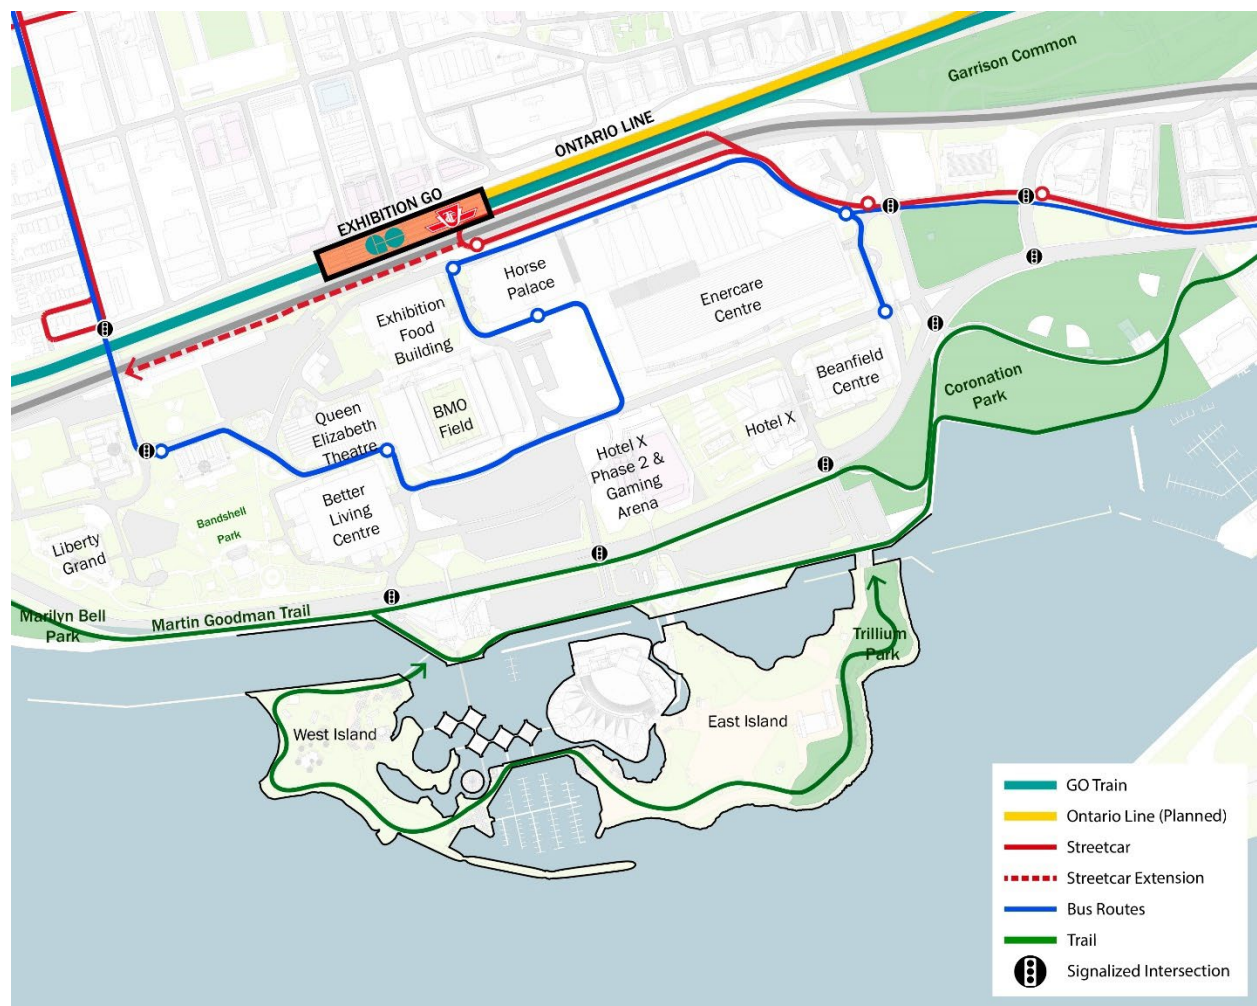 Garrison Common
ONTARIO LINE
EXHIBITION GO
Horse
Palace
Exhibition
Food
Building
Enercare
Centre
Beanfield
Centre
Coronation
Park
Queen
Elizabeth
Theatre
BMO
Field
Hotel X
Hotel X
Phase 2 &
Gaming
Arena
Better
Living
Centre
Bandshell
Park
Liberty
Grand
Marilyn Bell
Park
Martin Goodman Trail
Trillium
Park
West Island
East Island
GO Train
Ontario Line (Planned)
Streetcar
Streetcar Extension
Bus Routes
Trail
Signalized Intersection